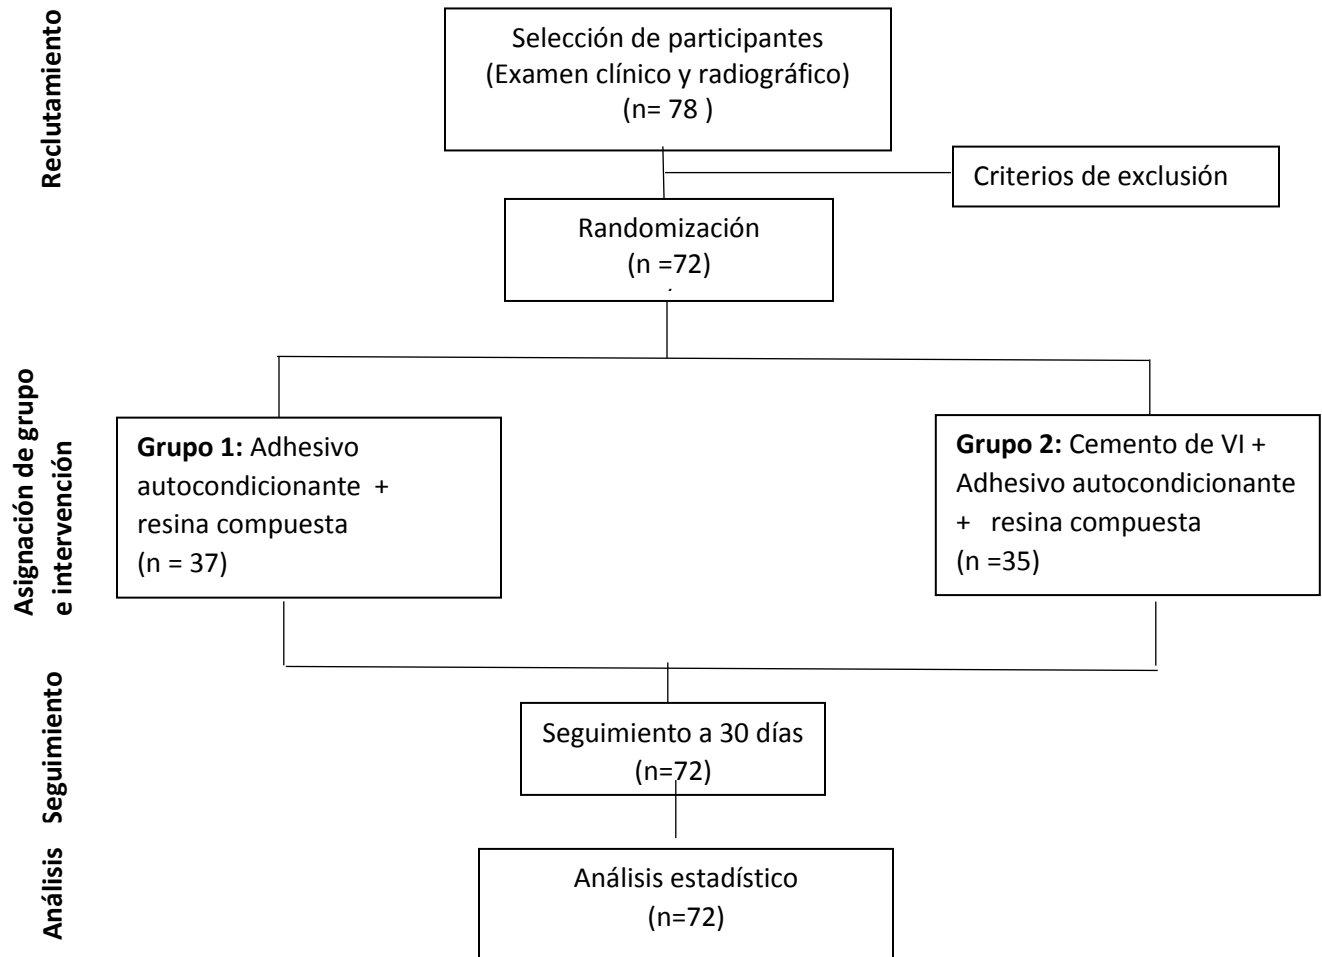 Reclutamiento
Selección de participantes
(Examen clínico y radiográfico)
(n= 78 )
Criterios de exclusión
Randomización
(n =72)
Asignación de grupo
e intervención
Grupo 1: Adhesivo
autocondicionante +
resina compuesta
(n = 37)
Grupo 2: Cemento de VI +
Adhesivo autocondicionante
+ resina compuesta
(n =35)
Seguimiento
Seguimiento a 30 días
(n=72)
Análisis
Análisis estadístico
(n=72)